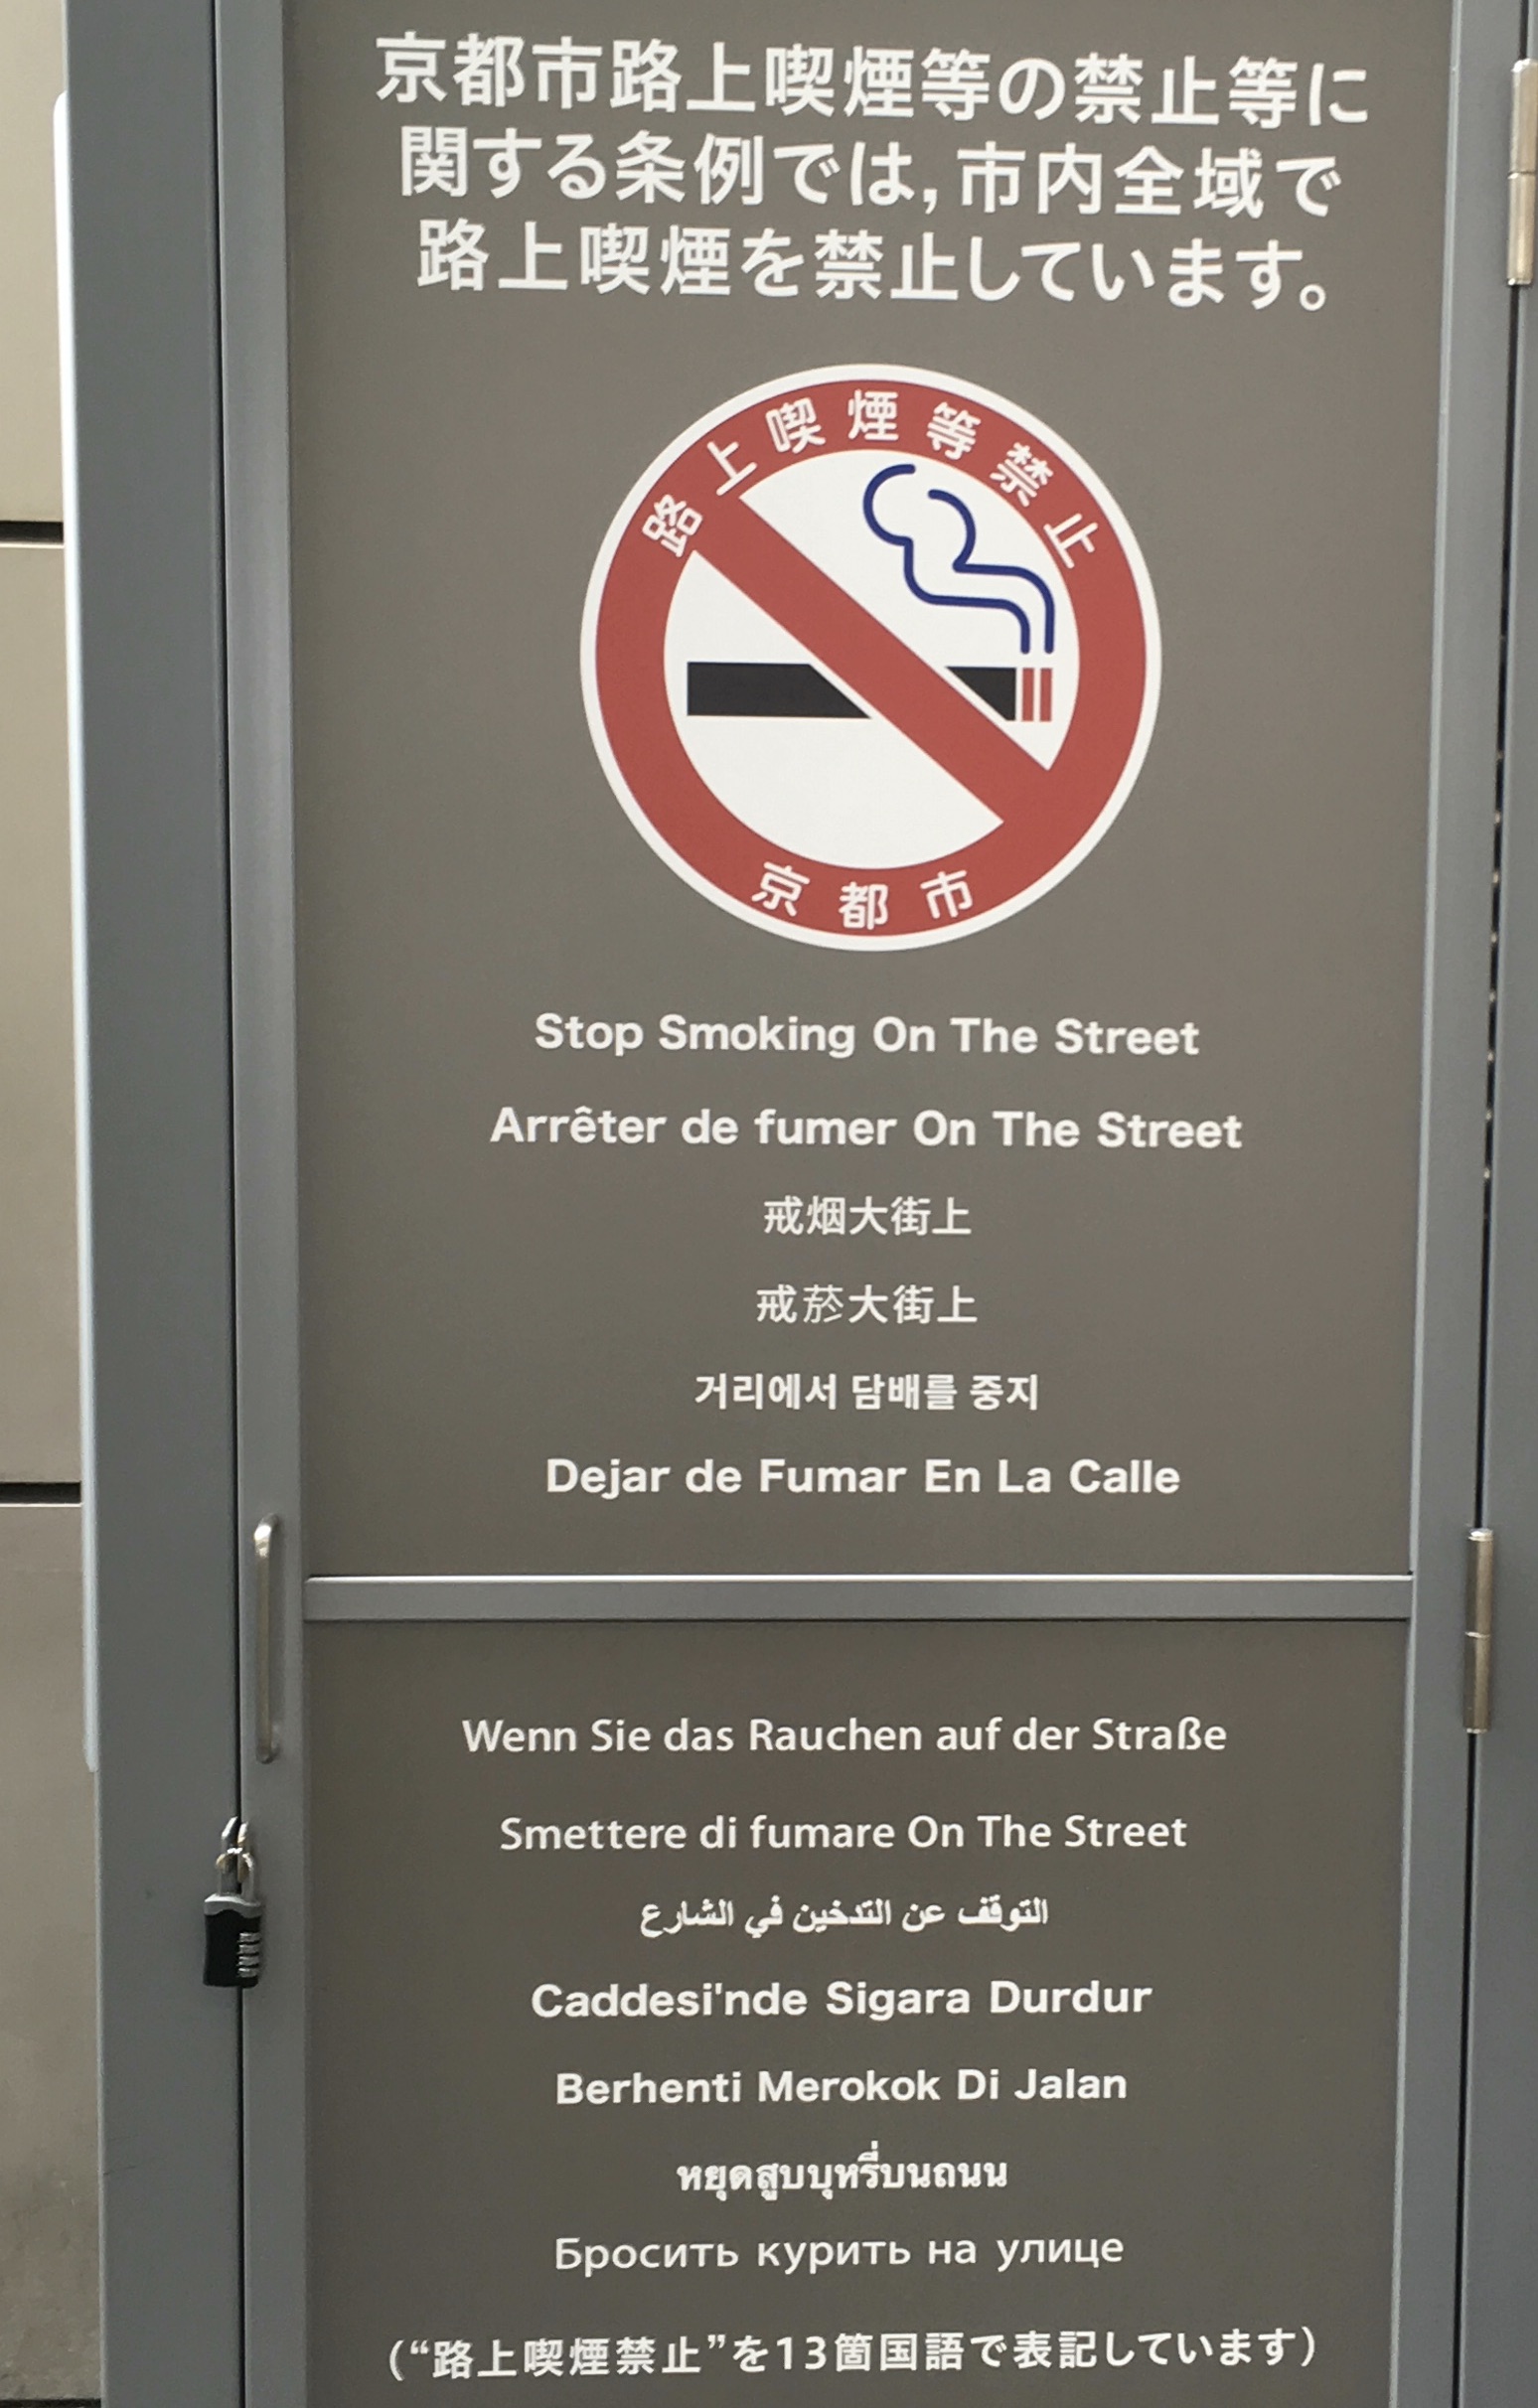 京都市路上喫煙等の禁止等に
関する条例では,市内全域で
路上喫煙を禁止しています。
路上喫煙等禁止
京都市
Stop Smoking On The Street
Arrêter de fumer On The Street
戒烟大街上
戒菸大街上
거리에서 담배를 중지
Dejar de Fumar En La Calle
Wenn Sie das Rauchen auf der Straße
Smettere di fumare On The Street
التوقف عن التدخين في الشارع
Caddesi'nde Sigara Durdur
Berhenti Merokok Di Jalan
หยุดสูบบุหรี่บนถนน
Бросить курить на улице
(“路上喫煙禁止”を13箇国語で表記しています)